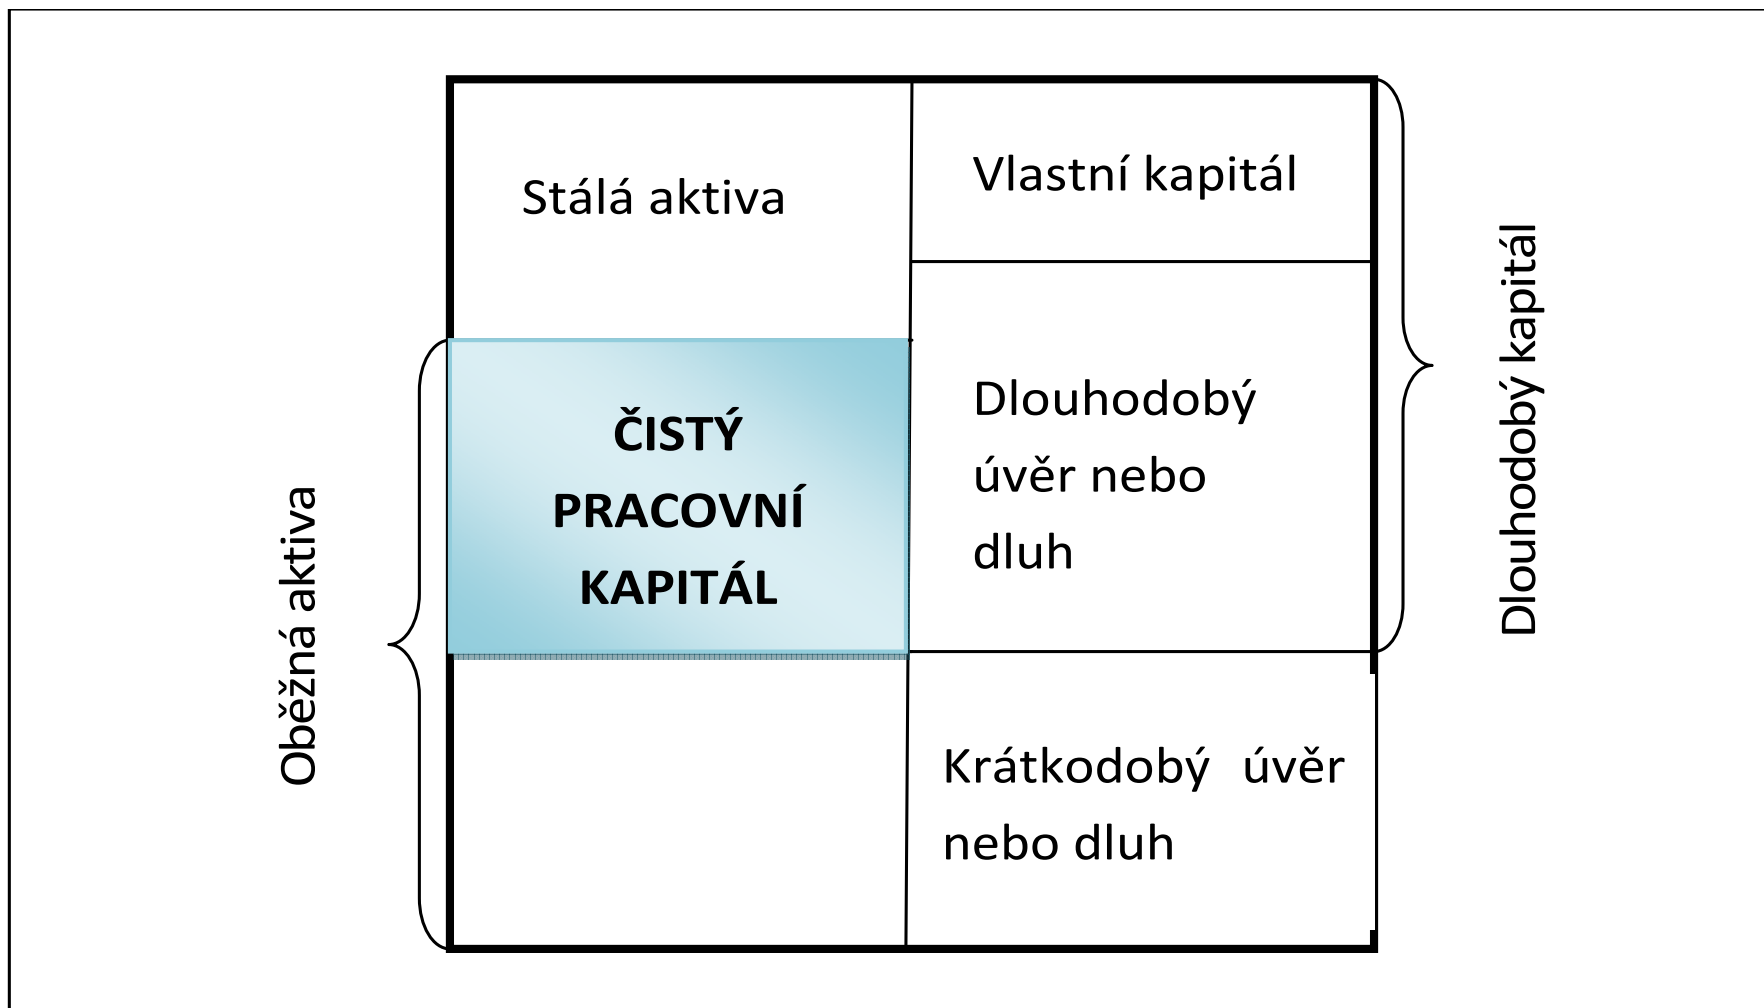 Stálá aktiva
Vlastní kapitál
ČISTÝ
PRACOVNÍ
KAPITÁL
Dlouhodobý
úvěr nebo
dluh
Krátkodobý úvěr
nebo dluh
Oběžná aktiva
Dlouhodobý kapitál